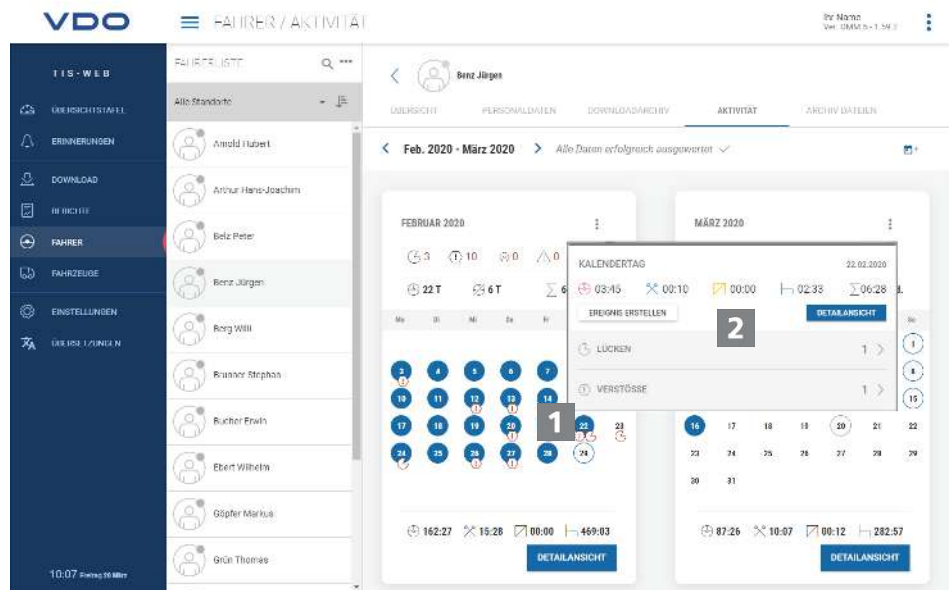 VDO
FAHRER / AKTIVITÄT
Ihr Name
TIS-WEB
ÜBERSICHTSTAFEL
ERINNERUNGEN
DOWNLOAD
BERICHTE
FAHRER
FAHRZEUGE
EINSTELLUNGEN
ÜBERSETZUNGEN
10:07 Freitag 20 März
FAHRERLISTE
Alle Standorte
Arnold Hubert
Arthur Hans-Joachim
Belz Peter
Benz Jürgen
Berg Willi
Brunner Stephan
Bucher Erwin
Ebert Wilhelm
Göpfer Markus
Grün Thomas
Benz Jürgen
ÜBERSICHT PERSONALDATEN DOWNLOADARCHIV AKTIVITÄT ARCHIV DATEIEN
Feb. 2020 - März 2020 Alle Daten erfolgreich ausgewertet
FEBRUAR 2020
3 10 0 0
22 T 6 T Σ 6
Mo Di Mi Do Fr
3 4 5 6 7
10 11 12 13 14
17 18 19 20 22 23
24 25 26 27 28 29
162:27 15:28 00:00 469:03
DETAILANSICHT
1
KALENDERTAG 22.02.2020
03:45 00:10 00:00 02:33 Σ 06:28
EREIGNIS ERSTELLEN DETAILANSICHT
2
LÜCKEN 1
VERSTÖSSE 1
MÄRZ 2020
d.
So
1
8
15
16 17 18 19 20 21 22
23 24 25 26 27 28 29
30 31
87:26 10:07 00:12 282:57
DETAILANSICHT